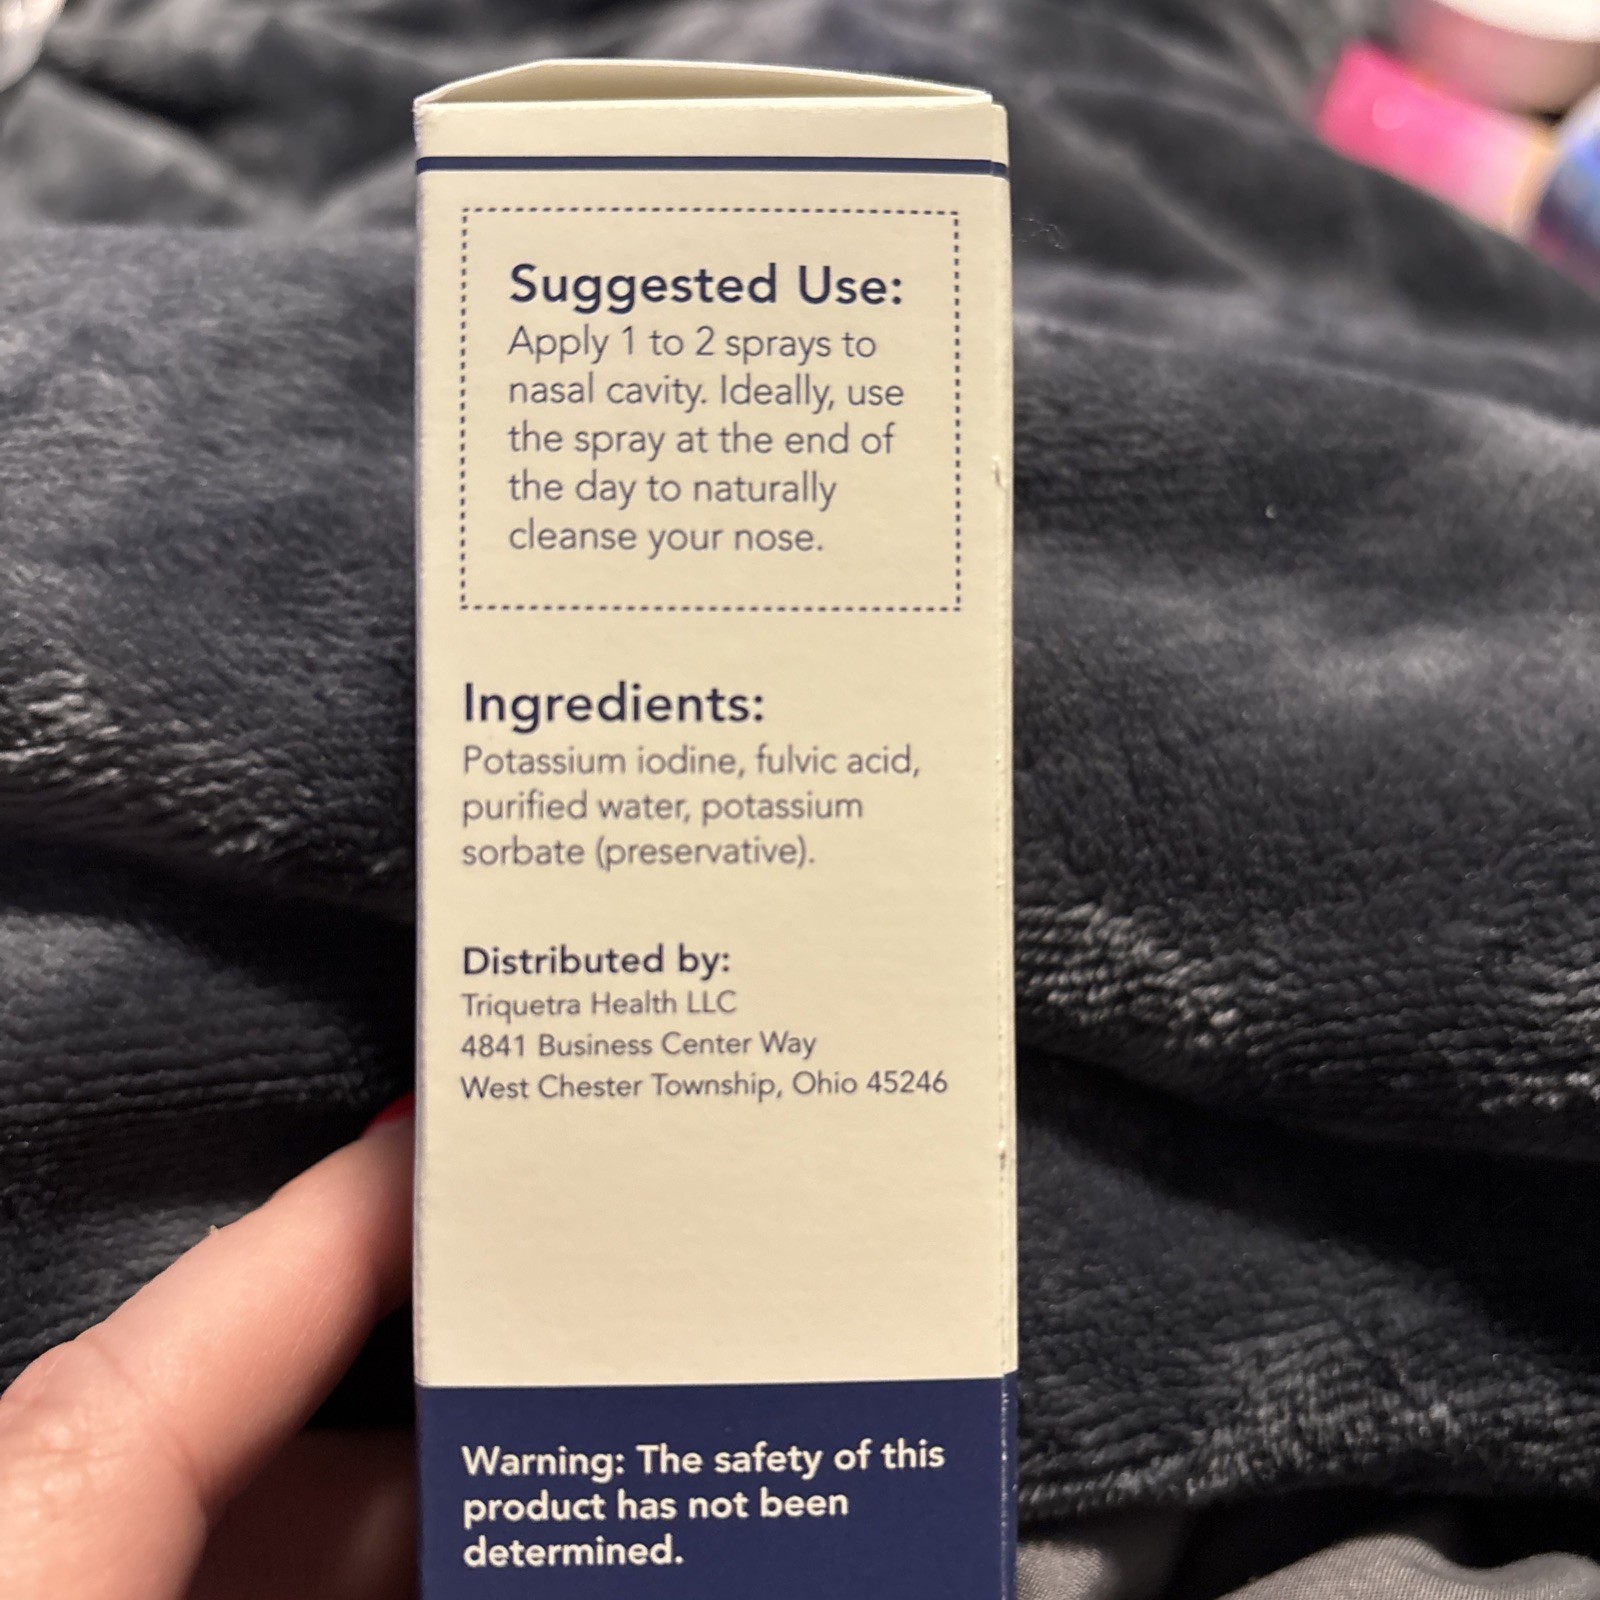 Suggested Use:
Apply 1 to 2 sprays to
nasal cavity. Ideally, use
the spray at the end of
the day to naturally
cleanse your nose.
Ingredients:
Potassium iodine, fulvic acid,
purified water, potassium
sorbate (preservative).
Distributed by:
Triquetra Health LLC
4841 Business Center Way
West Chester Township, Ohio 45246
Warning: The safety of this
product has not been
determined.